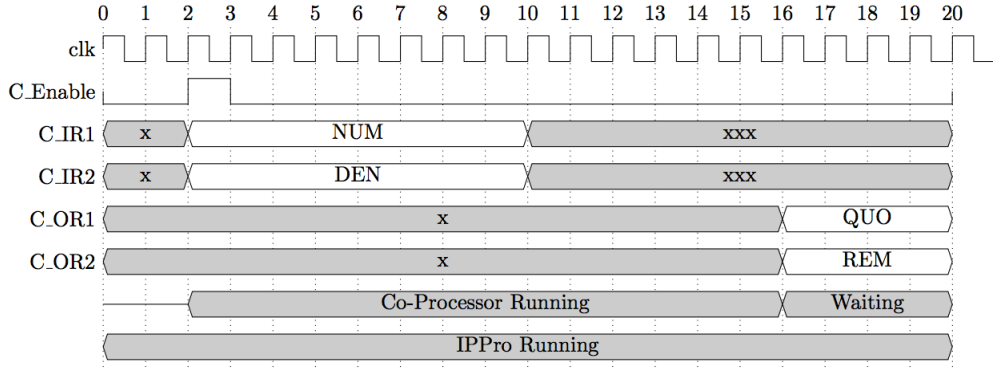 0 1 2 3 4 5 6 7 8 9 10 11 12 13 14 15 16 17 18 19 20
clk
C_Enable
C_IR1 x NUM xxx
C_IR2 x DEN xxx
C_OR1 x QUO
C_OR2 x REM
Co-Processor Running Waiting
IPPro Running